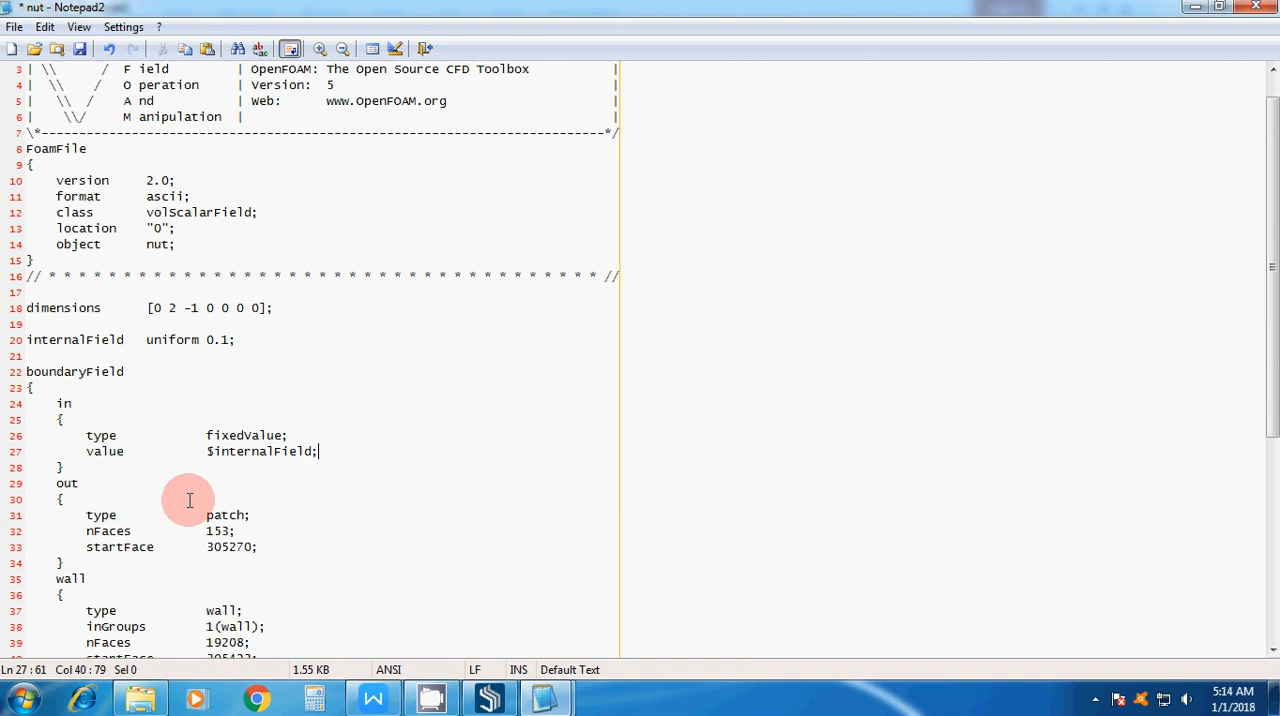 * nut - Notepad2
File Edit View Settings ?
3 | \\ / F ield | OpenFOAM: The Open Source CFD Toolbox |
4 | \\ / O peration | Version: 5 |
5 | \\ / A nd | Web: www.OpenFOAM.org |
6 | \\/ M anipulation | |
7 \*---------------------------------------------------------------------------*/
8 FoamFile
9 {
10 version 2.0;
11 format ascii;
12 class volScalarField;
13 location "0";
14 object nut;
15 }
16 // * * * * * * * * * * * * * * * * * * * * * * * * * * * * * * * * * * * * * //
17
18 dimensions [0 2 -1 0 0 0 0];
19
20 internalField uniform 0.1;
21
22 boundaryField
23 {
24 in
25 {
26 type fixedValue;
27 value $internalField;
28 }
29 out
30 {
31 type patch;
32 nFaces 153;
33 startFace 305270;
34 }
35 wall
36 {
37 type wall;
38 inGroups 1(wall);
39 nFaces 19208;
Ln 27 : 61 Col 40 : 79 Sel 0 1.55 KB ANSI LF INS Default Text
5:14 AM
1/1/2018